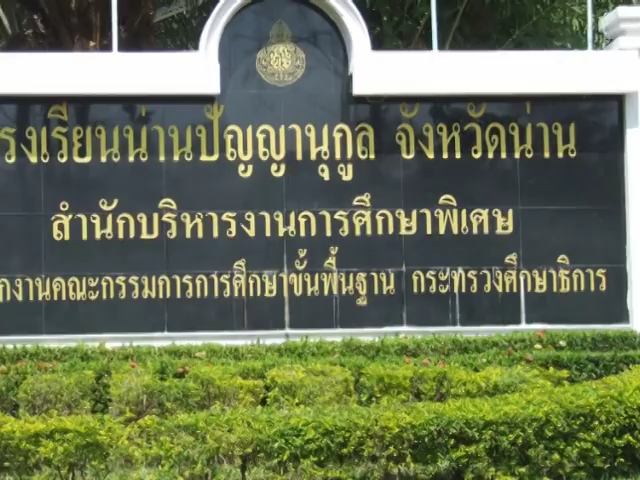 รงเรียนน่านปัญญานุกูล จังหวัดน่าน
สำนักบริหารงานการศึกษาพิเศษ
กงานคณะกรรมการการศึกษาขั้นพื้นฐาน กระทรวงศึกษาธิการ